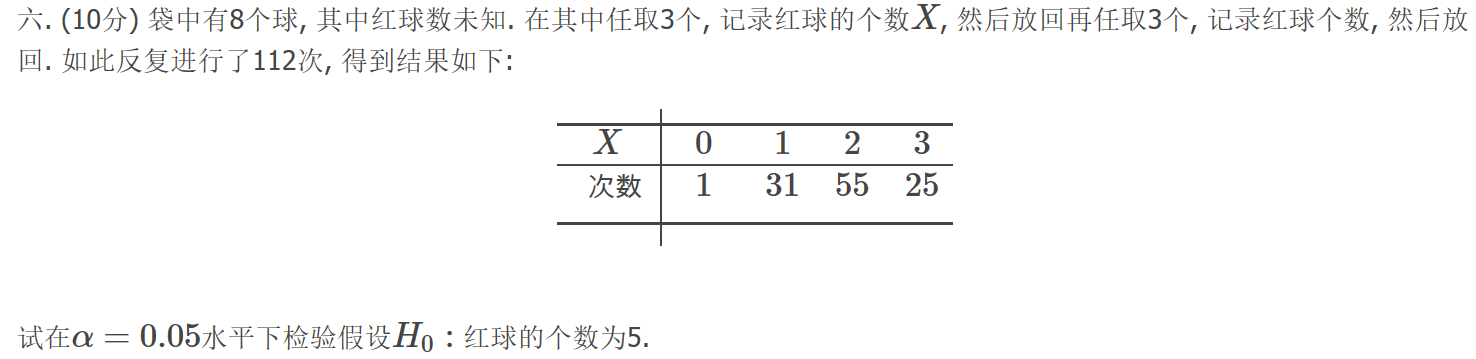 六. (10分) 袋中有8个球, 其中红球数未知. 在其中任取3个, 记录红球的个数X, 然后放回再任取3个, 记录红球个数, 然后放
回. 如此反复进行了112次, 得到结果如下:
X 0 1 2 3
次数 1 31 55 25
试在α = 0.05水平下检验假设H₀ : 红球的个数为5.